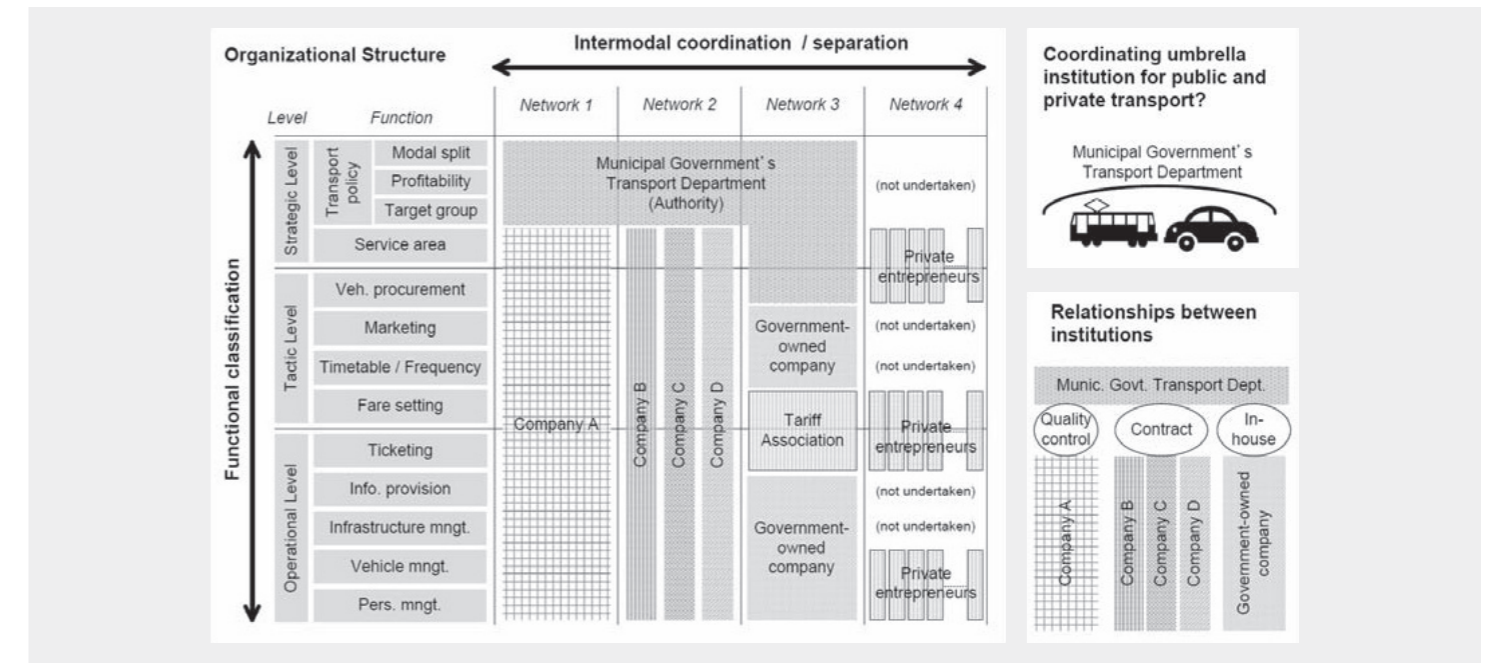 Organizational Structure
Intermodal coordination / separation
Level
Function
Network 1
Network 2
Network 3
Network 4
Functional classification
Strategic Level
Transport
policy
Modal split
Profitability
Target group
Service area
Tactic Level
Veh. procurement
Marketing
Timetable / Frequency
Fare setting
Operational Level
Ticketing
Info. provision
Infrastructure mngt.
Vehicle mngt.
Pers. mngt.
Municipal Government's
Transport Department
(Authority)
Company A
Company B
Company C
Company D
Government-
owned
company
Tariff
Association
Government-
owned
company
(not undertaken)
Private
entrepreneurs
(not undertaken)
(not undertaken)
Private
entrepreneurs
(not undertaken)
(not undertaken)
Private
entrepreneurs
Coordinating umbrella
institution for public and
private transport?
Municipal Government's
Transport Department
Relationships between
institutions
Munic. Govt. Transport Dept.
Quality
control
Contract
In-
house
Company A
Company B
Company C
Company D
Government-owned
company